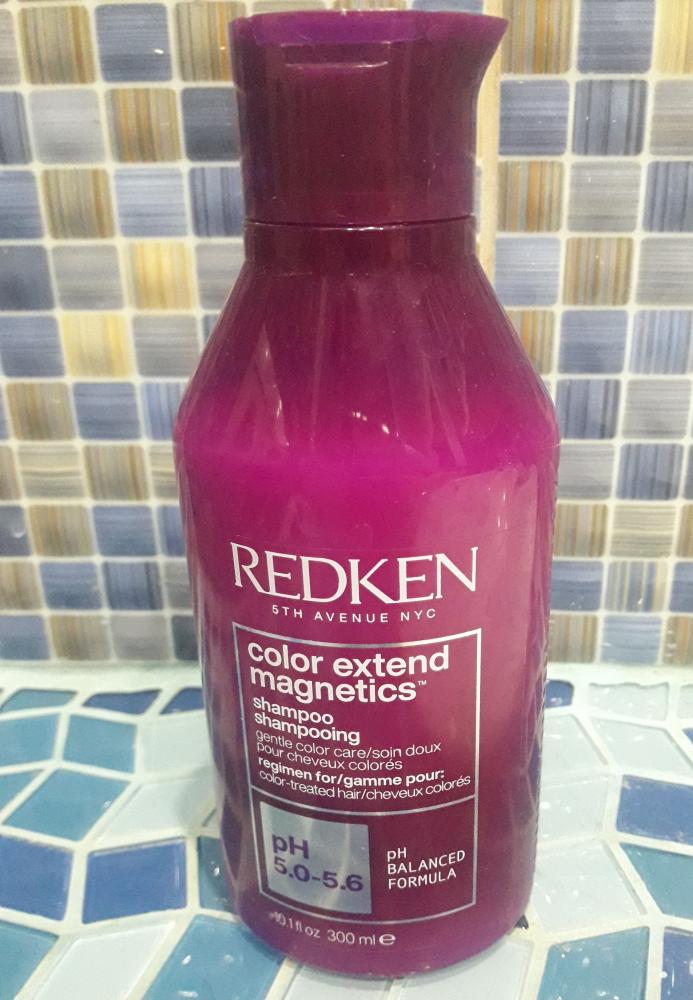 REDKEN
5TH AVENUE NYC
color extend
magnetics™
shampoo
shampooing
gentle color care/soin doux
pour cheveux colorés
regimen for/gamme pour:
color-treated hair/cheveux colorés
pH
5.0-5.6
pH
BALANCED
FORMULA
10.1 fl oz 300 ml ℮